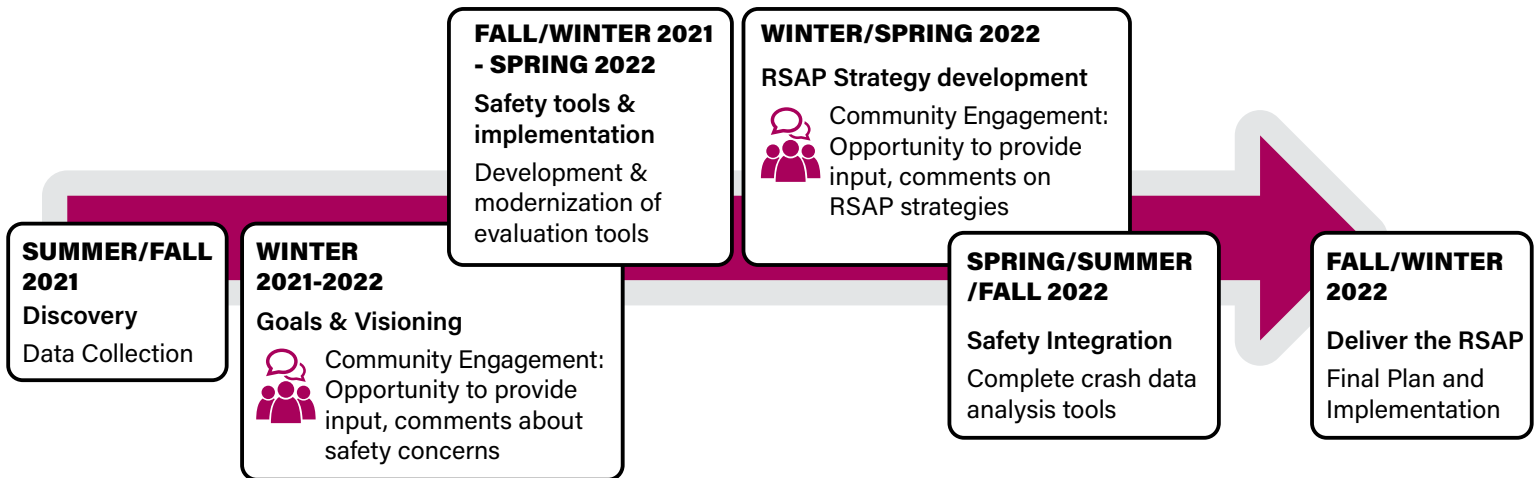 SUMMER/FALL
2021
Discovery
Data Collection
WINTER
2021-2022
Goals & Visioning
Community Engagement:
Opportunity to provide
input, comments about
safety concerns
FALL/WINTER 2021
- SPRING 2022
Safety tools &
implementation
Development &
modernization of
evaluation tools
WINTER/SPRING 2022
RSAP Strategy development
Community Engagement:
Opportunity to provide
input, comments on
RSAP strategies
SPRING/SUMMER
/FALL 2022
Safety Integration
Complete crash data
analysis tools
FALL/WINTER
2022
Deliver the RSAP
Final Plan and
Implementation